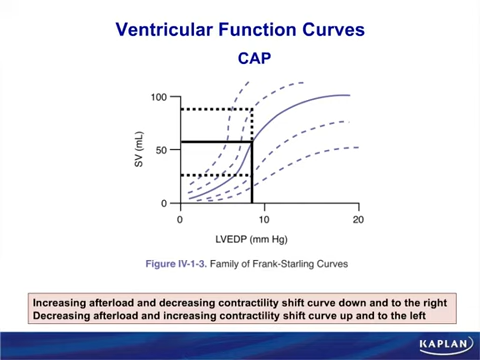 Ventricular Function Curves
CAP
100
50
0
SV (mL)
0
10
20
LVEDP (mm Hg)
Figure IV-1-3. Family of Frank-Starling Curves
Increasing afterload and decreasing contractility shift curve down and to the right
Decreasing afterload and increasing contractility shift curve up and to the left
KAPLAN